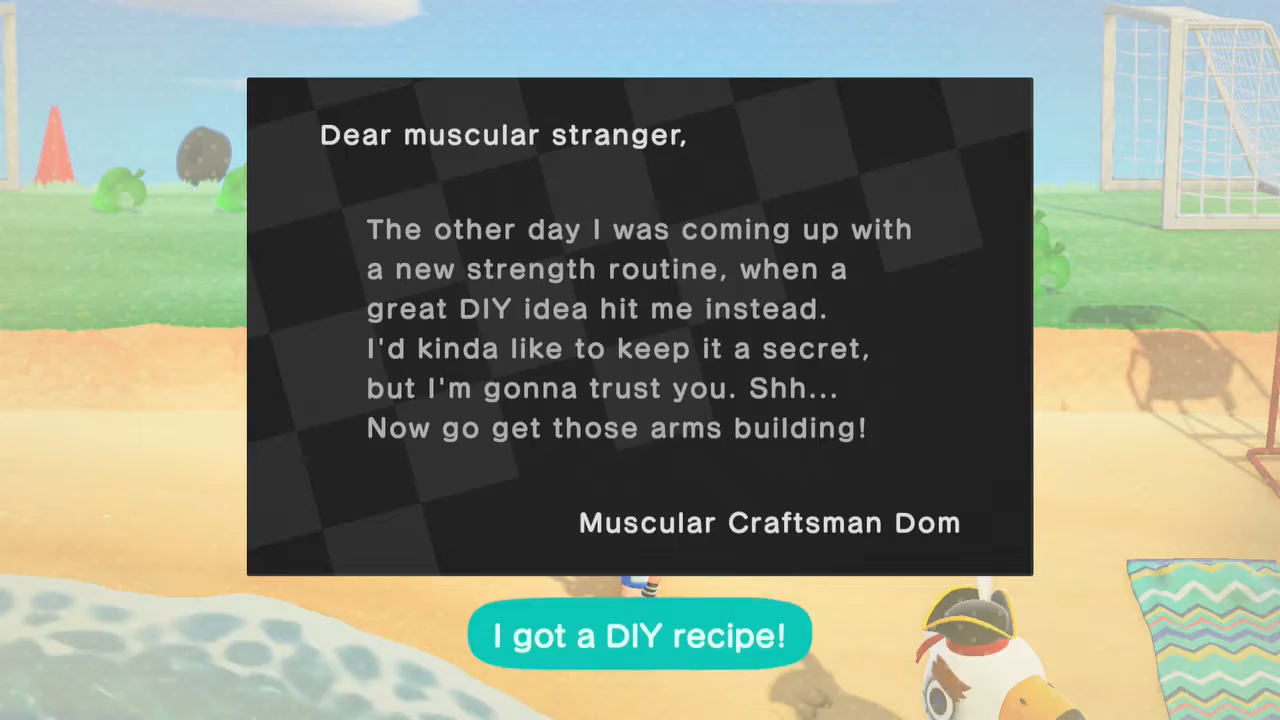 Dear muscular stranger,
The other day I was coming up with
a new strength routine, when a
great DIY idea hit me instead.
I'd kinda like to keep it a secret,
but I'm gonna trust you. Shh...
Now go get those arms building!
Muscular Craftsman Dom
I got a DIY recipe!